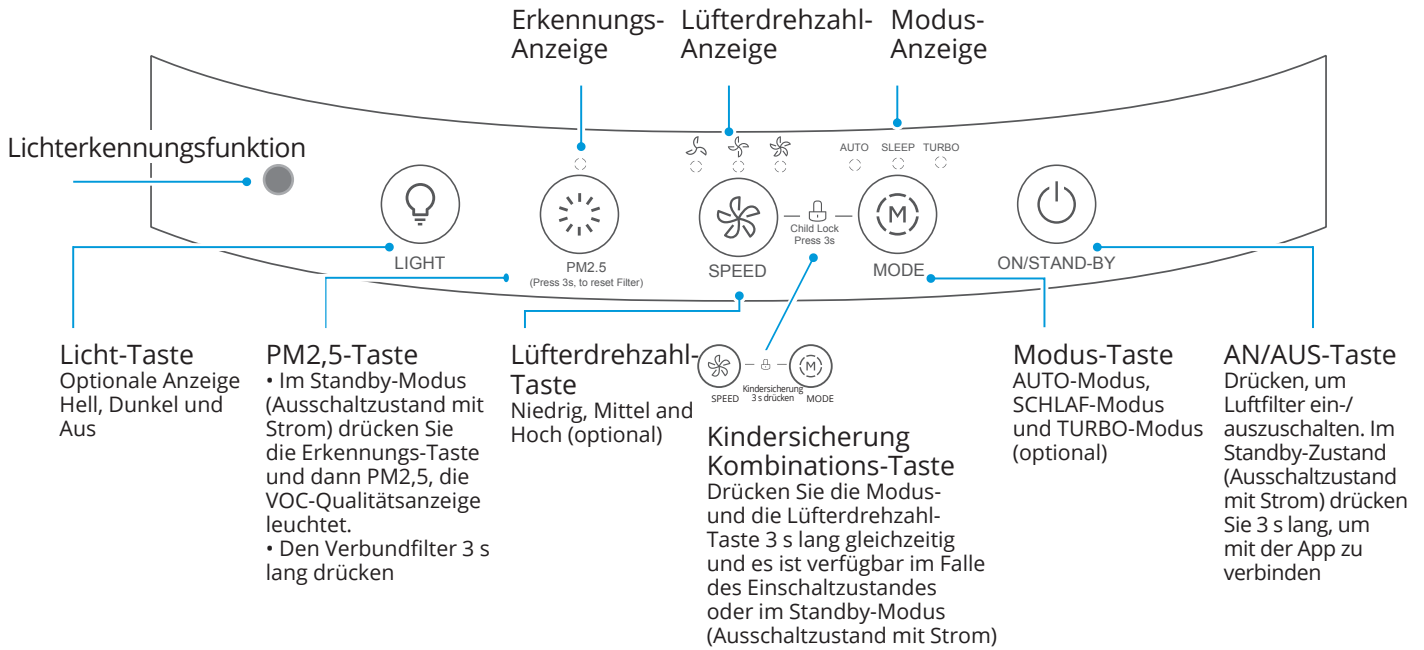 Erkennungs-
Anzeige
Lüfterdrehzahl-
Anzeige
Modus-
Anzeige
Lichterkennungsfunktion
AUTO SLEEP TURBO
Child Lock
Press 3s
LIGHT
PM2.5
(Press 3s, to reset Filter)
SPEED
MODE
ON/STAND-BY
Licht-Taste
Optionale Anzeige
Hell, Dunkel und
Aus
PM2,5-Taste
• Im Standby-Modus
(Ausschaltzustand mit
Strom) drücken Sie
die Erkennungs-Taste
und dann PM2,5, die
VOC-Qualitätsanzeige
leuchtet.
• Den Verbundfilter 3 s
lang drücken
Lüfterdrehzahl-
Taste
Niedrig, Mittel and
Hoch (optional)
SPEED
Kindersicherung
3 s drücken
MODE
Kindersicherung
Kombinations-Taste
Drücken Sie die Modus-
und die Lüfterdrehzahl-
Taste 3 s lang gleichzeitig
und es ist verfügbar im Falle
des Einschaltzustandes
oder im Standby-Modus
(Ausschaltzustand mit Strom)
Modus-Taste
AUTO-Modus,
SCHLAF-Modus
und TURBO-Modus
(optional)
AN/AUS-Taste
Drücken, um
Luftfilter ein-/
auszuschalten. Im
Standby-Zustand
(Ausschaltzustand
mit Strom) drücken
Sie 3 s lang, um
mit der App zu
verbinden
M
M